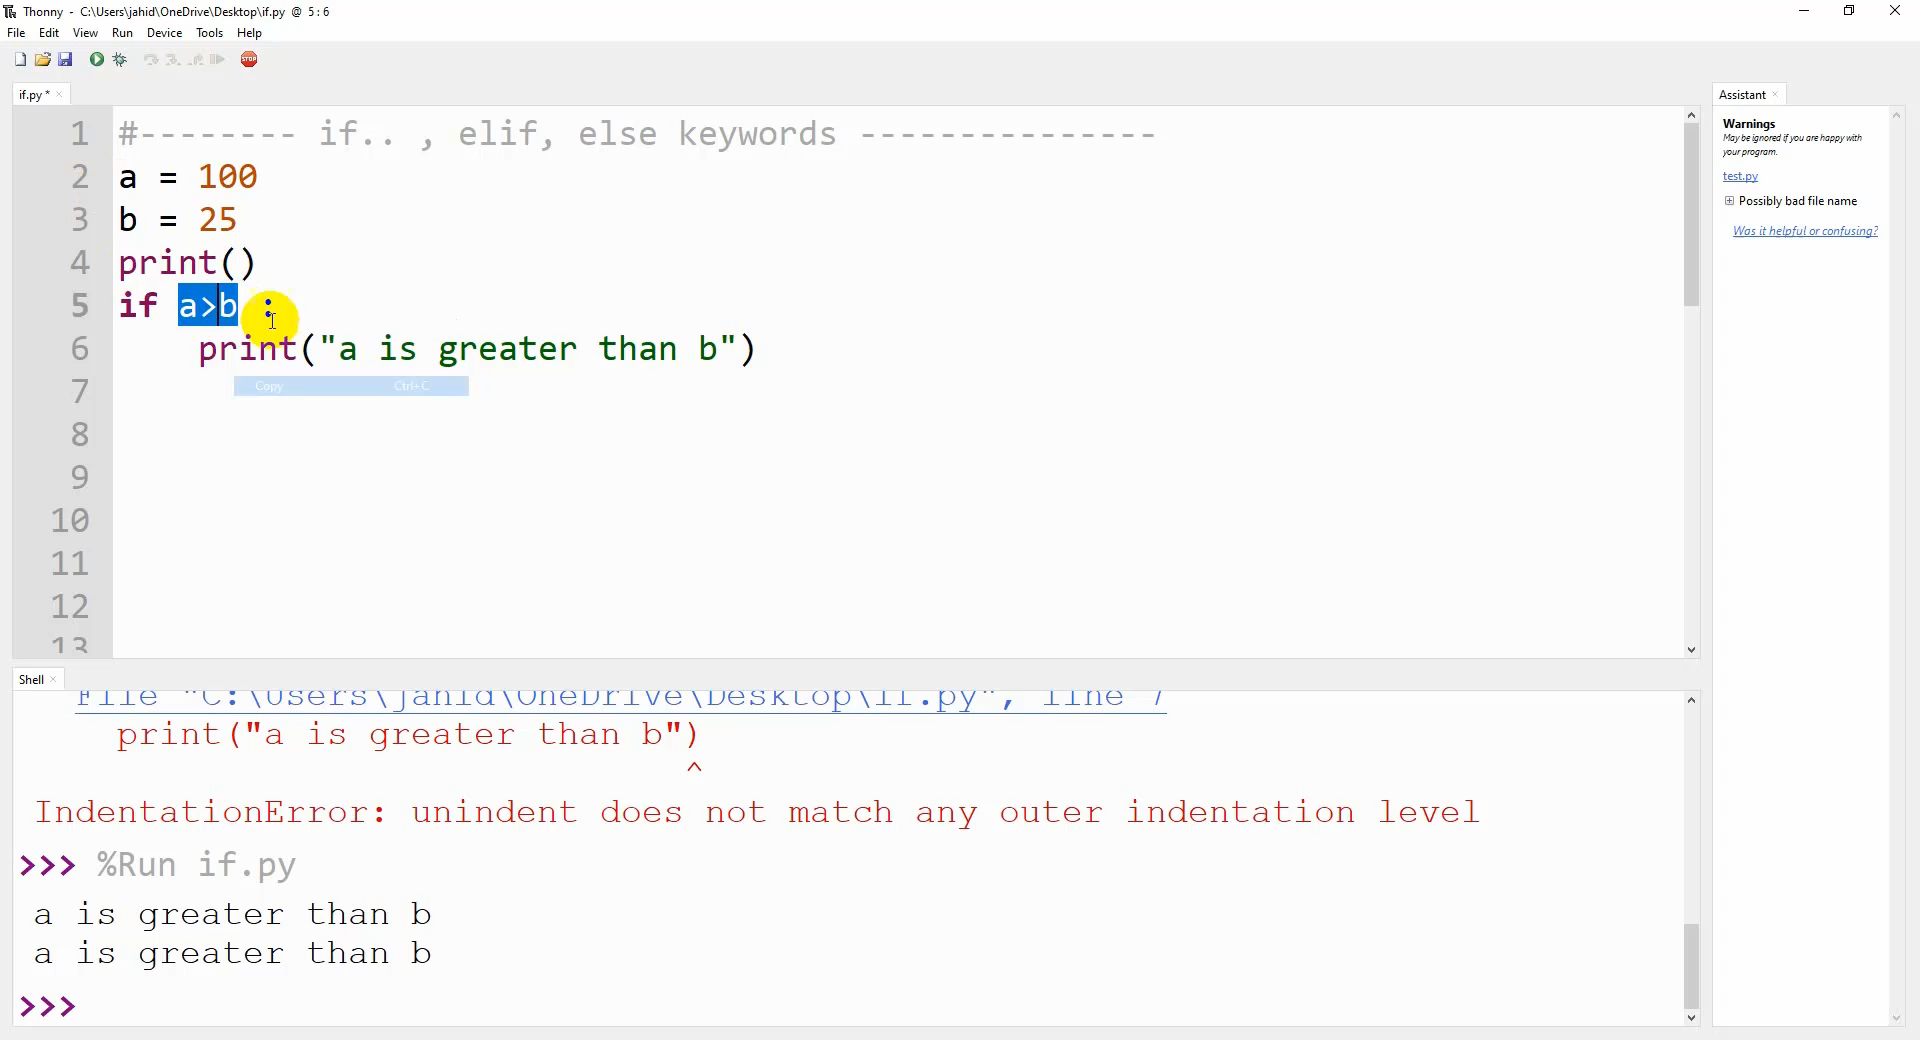 Thonny - C:\Users\jahid\OneDrive\Desktop\if.py @ 5 : 6
File Edit View Run Device Tools Help
STOP
if.py *
1 #-------- if.. , elif, else keywords ---------------
2 a = 100
3 b = 25
4 print()
5 if a>b :
6     print("a is greater than b")
Copy Ctrl+C
7
8
9
10
11
12
13
Assistant
Warnings
May be ignored if you are happy with
your program.
test.py
Possibly bad file name
Was it helpful or confusing?
Shell
File "C:\Users\jahid\OneDrive\Desktop\if.py", line 7
print("a is greater than b")
^
IndentationError: unindent does not match any outer indentation level
>>> %Run if.py
a is greater than b
a is greater than b
>>>